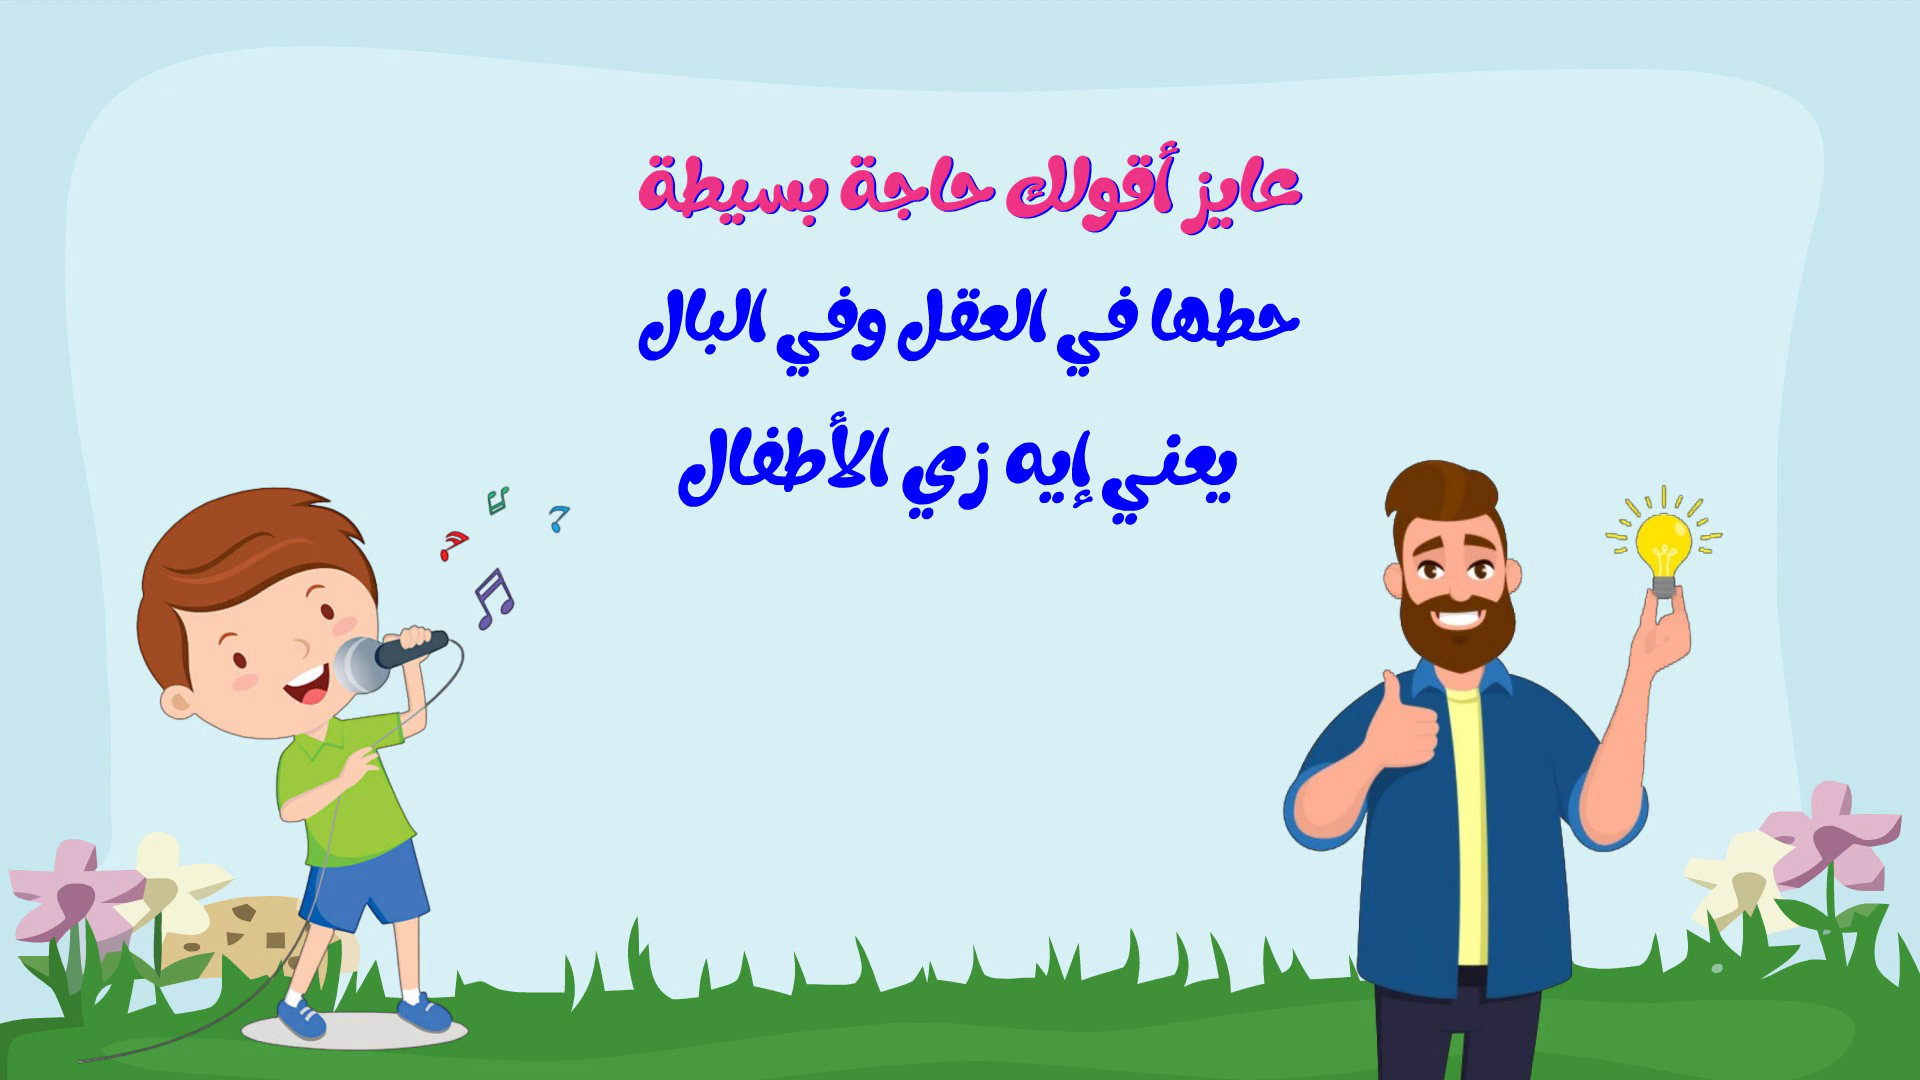 عايز أقولك حاجة بسيطة
حطها في العقل وفي البال
يعني إيه زي الأطفال